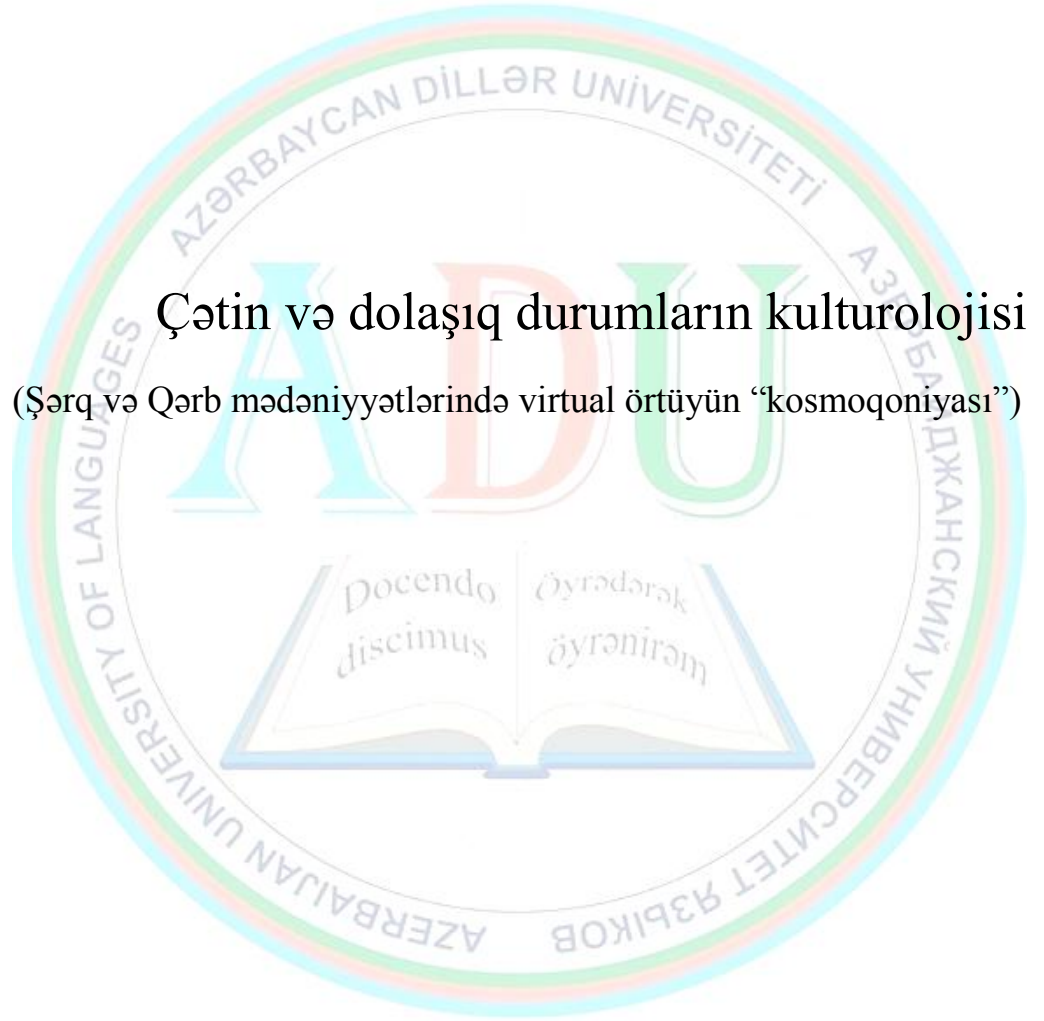 AZƏRBAYCAN DİLLƏR UNİVERSİTETİ
Çətin və dolaşıq durumların kulturolojisi
(Şərq və Qərb mədəniyyətlərində virtual örtüyün “kosmoqoniyası”)
ADU
Docendo
discimus
Öyrədərək
öyrənirəm
АЗЕРБАЙДЖАНСКИЙ УНИВЕРСИТЕТ ЯЗЫКОВ
AZERBAIJAN UNIVERSITY OF LANGUAGES